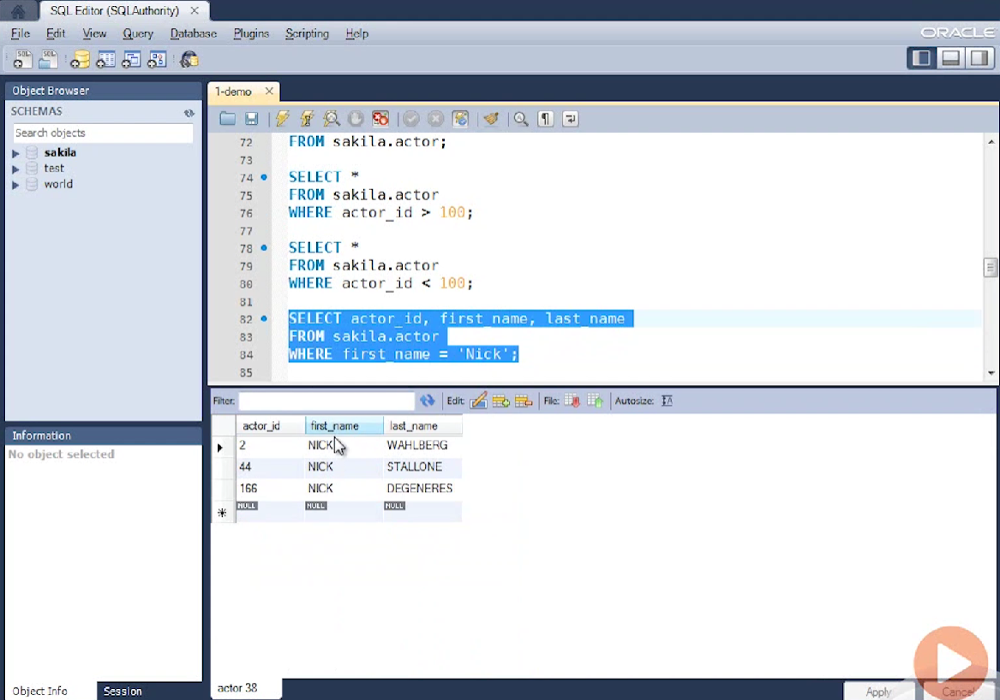 SQL Editor (SQLAuthority)
File Edit View Query Database Plugins Scripting Help
ORACLE
SQL SQL
Object Browser
1-demo
SCHEMAS
Search objects
sakila
test
world
72 FROM sakila.actor;
73
74 SELECT *
75 FROM sakila.actor
76 WHERE actor_id > 100;
77
78 SELECT *
79 FROM sakila.actor
80 WHERE actor_id < 100;
81
82 SELECT actor_id, first_name, last_name
83 FROM sakila.actor
84 WHERE first_name = 'Nick';
85
Filter: Edit: File: Autosize:
actor_id first_name last_name
2 NICK WAHLBERG
44 NICK STALLONE
166 NICK DEGENERES
NULL NULL NULL
Information
No object selected
Object Info Session
actor 38
Apply Cancel